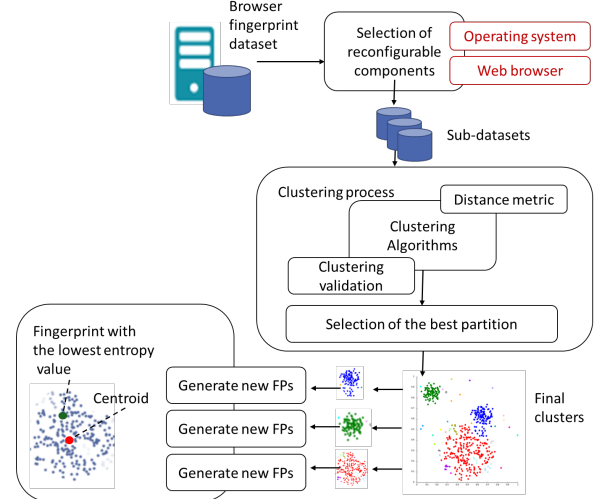 Browser
fingerprint
dataset
Selection of
reconfigurable
components
Operating system
Web browser
Sub-datasets
Clustering process
Distance metric
Clustering
Algorithms
Clustering
validation
Selection of the best partition
Fingerprint with
the lowest entropy
value
Centroid
Generate new FPs
Generate new FPs
Generate new FPs
Final
clusters